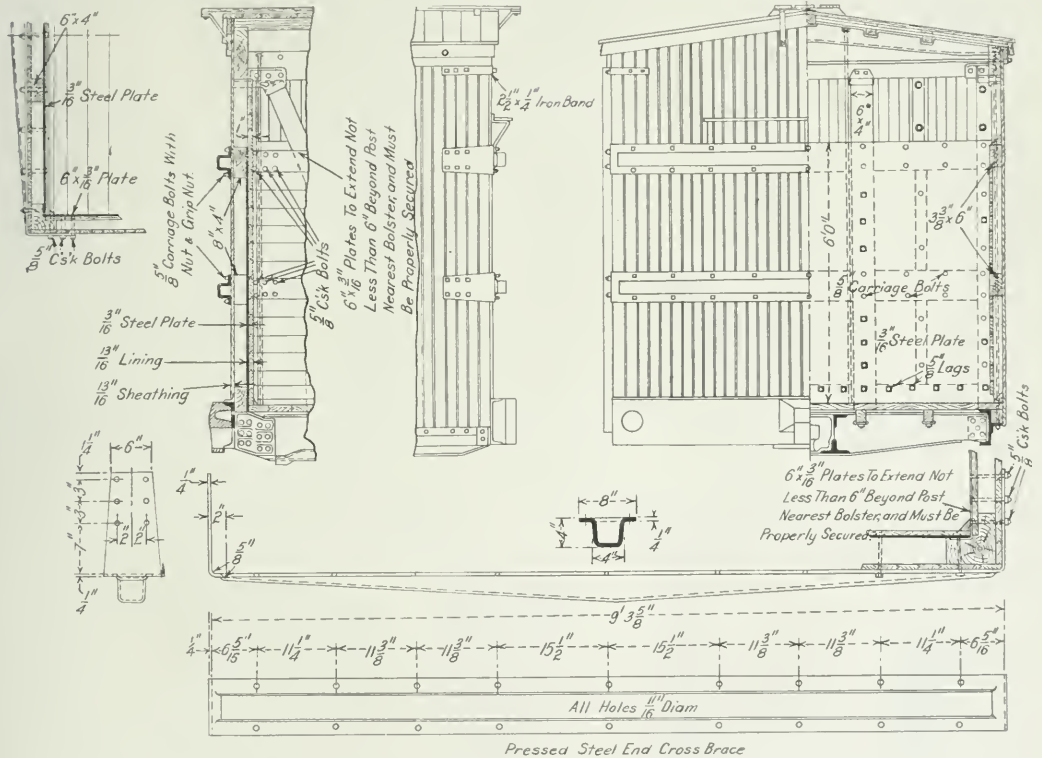 6"x4"
3/16" Steel Plate
6"x3/16" Plate
5/8" C's'k Bolts
5/8" Carriage Bolts With
Nut & Grip Nut.
8"x4"
1"
3/16" Steel Plate
13/16" Lining
13/16" Sheathing
5/8" C's'k Bolts
6"x3/16" Plates To Extend Not
Less Than 6" Beyond Post
Nearest Bolster, and Must
Be Properly Secured
2 1/2"x1/4" Iron Band
6"
x
4"
6'0"
3 3/8"x6"
5/8" Carriage Bolts
3/16" Steel Plate
5/8" Lags
5/8" C's'k Bolts
6"x3/16" Plates To Extend Not
Less Than 6" Beyond Post
Nearest Bolster, and Must Be
Properly Secured.
1 1/4"
6"
3"
3"
7"
2"
2"
1/4"
1/4"
2"
5/8"
8"
4"
1/4"
4"
9' 3 5/8"
1/4"
6 5/15"
11 1/4"
11 3/8"
11 3/8"
15 1/2"
15 1/2"
11 3/8"
11 3/8"
11 1/4"
6 5/16"
All Holes 11/16" Diam
Pressed Steel End Cross Brace